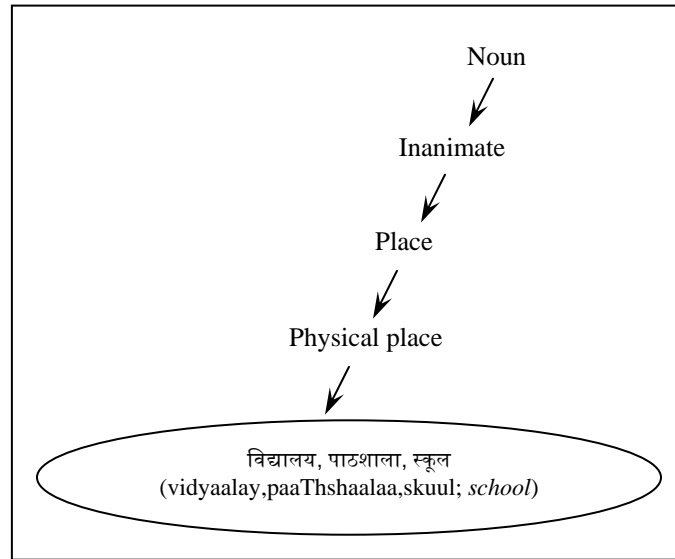 Noun
Inanimate
Place
Physical place
विद्यालय, पाठशाला, स्कूल
(vidyaalay,paaThshaalaa,skuul; school)